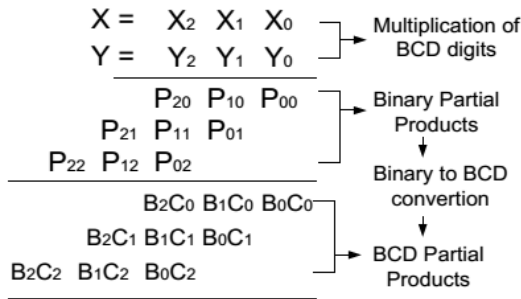 X = X2 X1 X0
Y = Y2 Y1 Y0
Multiplication of
BCD digits
P20 P10 P00
P21 P11 P01
P22 P12 P02
Binary Partial
Products
Binary to BCD
convertion
B2C0 B1C0 B0C0
B2C1 B1C1 B0C1
B2C2 B1C2 B0C2
BCD Partial
Products